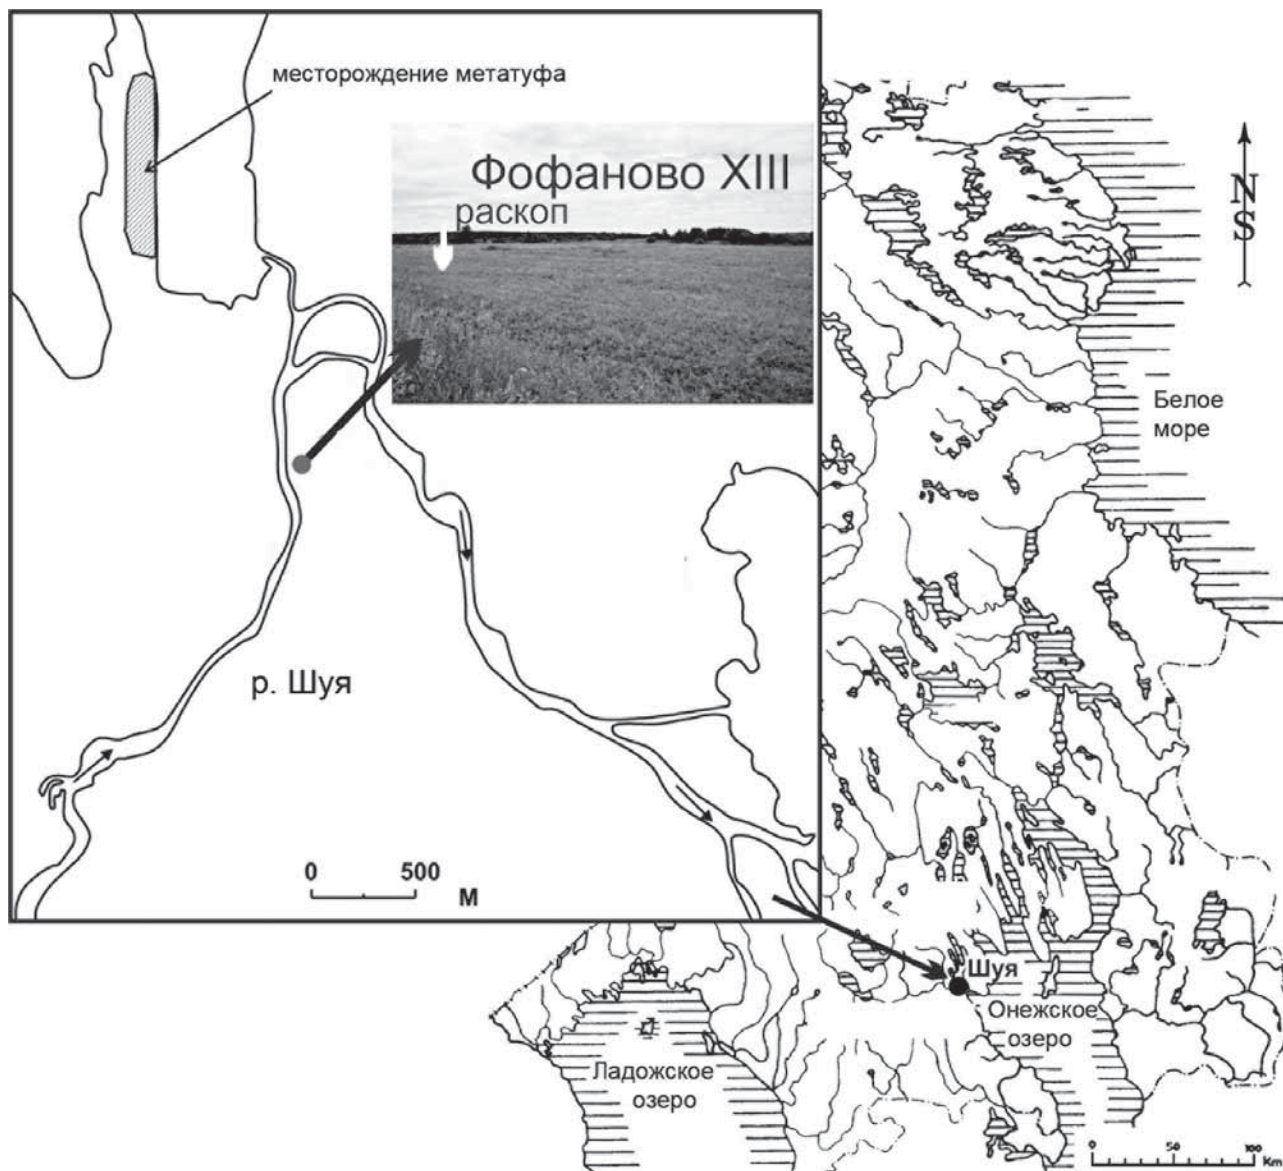 месторождение метатуфа
Фофаново XIII
раскоп
р. Шуя
0 500
М
N
S
Белое
море
Шуя
Онежское
озеро
Ладожское
озеро
0 50 100
Km